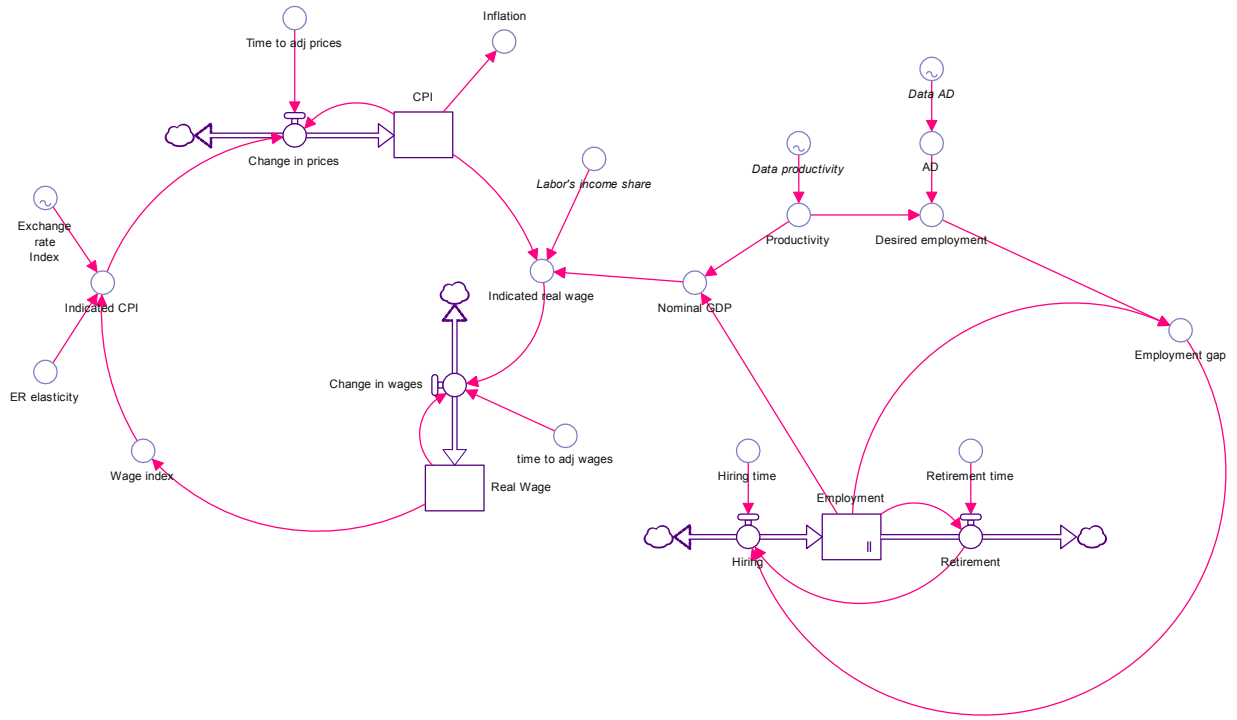 Inflation
Time to adj prices
Data AD
CPI
Change in prices
Data productivity
AD
Labor's income share
Exchange
rate
Index
Productivity
Desired employment
Indicated real wage
Indicated CPI
Nominal GDP
Employment gap
Change in wages
ER elasticity
time to adj wages
Wage index
Hiring time
Retirement time
Real Wage
Employment
Hiring
Retirement